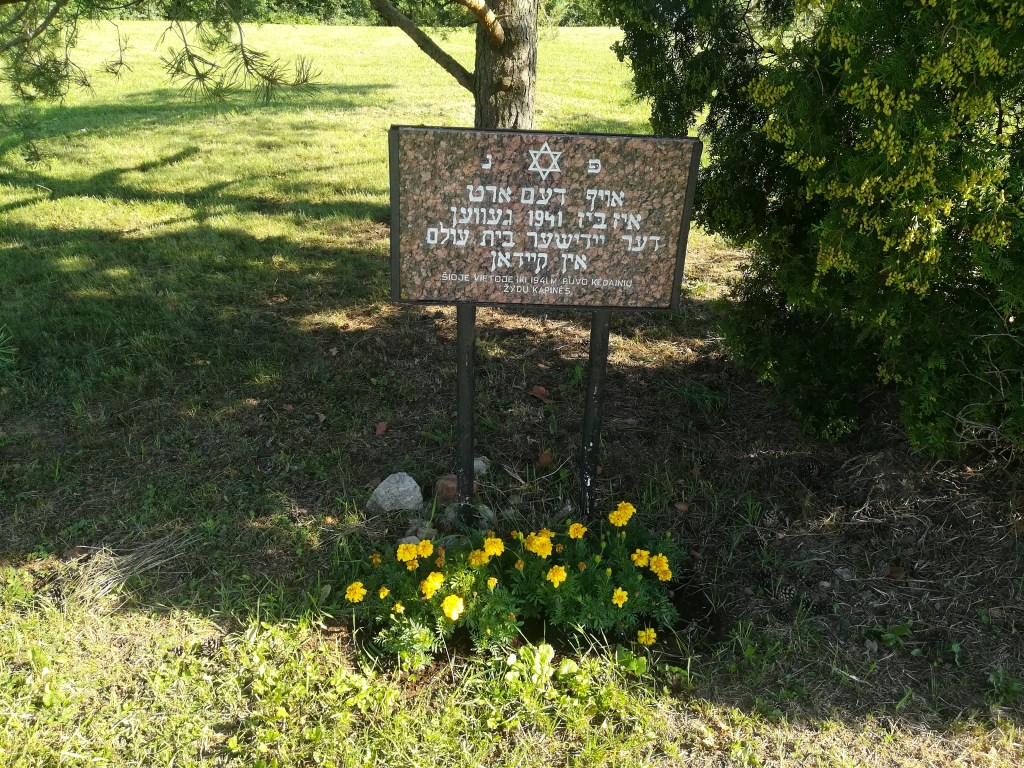 פ נ
אויף דעם ארט
איז ביז 1941 געווען
דער יידישער בית עולם
אין קיידאן
ŠIOJE VIETOJE IKI 1941 M. BUVO KĖDAINIŲ
ŽYDŲ KAPINĖS.